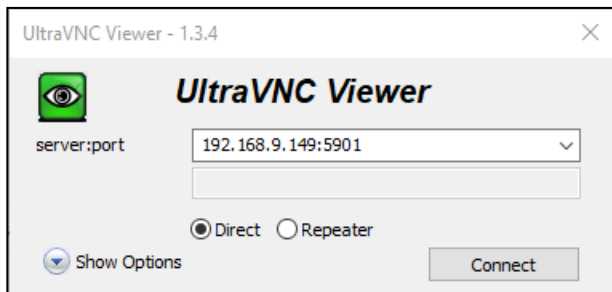 UltraVNC Viewer - 1.3.4
UltraVNC Viewer
server:port 192.168.9.149:5901
Direct Repeater
Show Options Connect